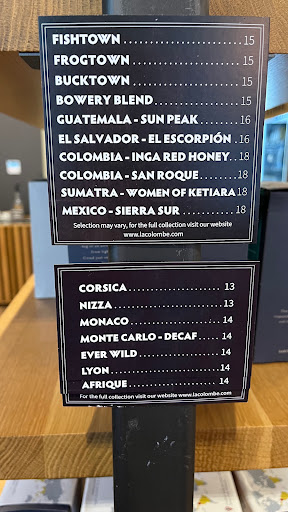 FISHTOWN......................15
FROGTOWN....................15
BUCKTOWN....................15
BOWERY BLEND...............15
GUATEMALA - SUN PEAK......16
EL SALVADOR - EL ESCORPIÓN.16
COLOMBIA - INGA RED HONEY..18
COLOMBIA - SAN ROQUE.......18
SUMATRA - WOMEN OF KETIARA18
MEXICO - SIERRA SUR..........18
Selection may vary, for the full collection visit our website
www.lacolombe.com
CORSICA......................13
NIZZA.........................13
MONACO.....................14
MONTE CARLO - DECAF......14
EVER WILD...................14
LYON.........................14
AFRIQUE......................14
For the full collection visit our website www.lacolombe.com